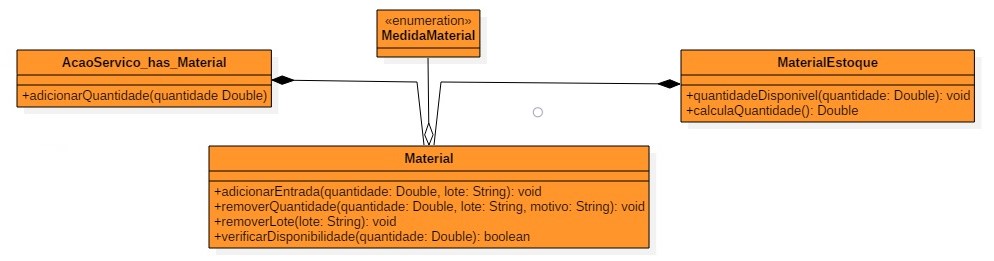 «enumeration»
MedidaMaterial
AcaoServico_has_Material
+adicionarQuantidade(quantidade Double)
MaterialEstoque
+quantidadeDisponivel(quantidade: Double): void
+calculaQuantidade(): Double
Material
+adicionarEntrada(quantidade: Double, lote: String): void
+removerQuantidade(quantidade: Double, lote: String, motivo: String): void
+removerLote(lote: String): void
+verificarDisponibilidade(quantidade: Double): boolean